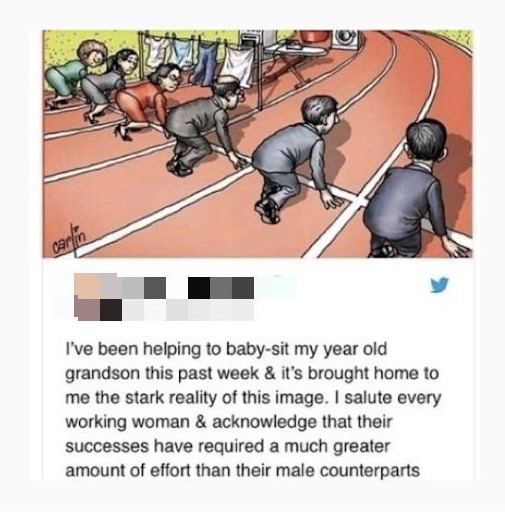 carlin
I've been helping to baby-sit my year old
grandson this past week & it's brought home to
me the stark reality of this image. I salute every
working woman & acknowledge that their
successes have required a much greater
amount of effort than their male counterparts